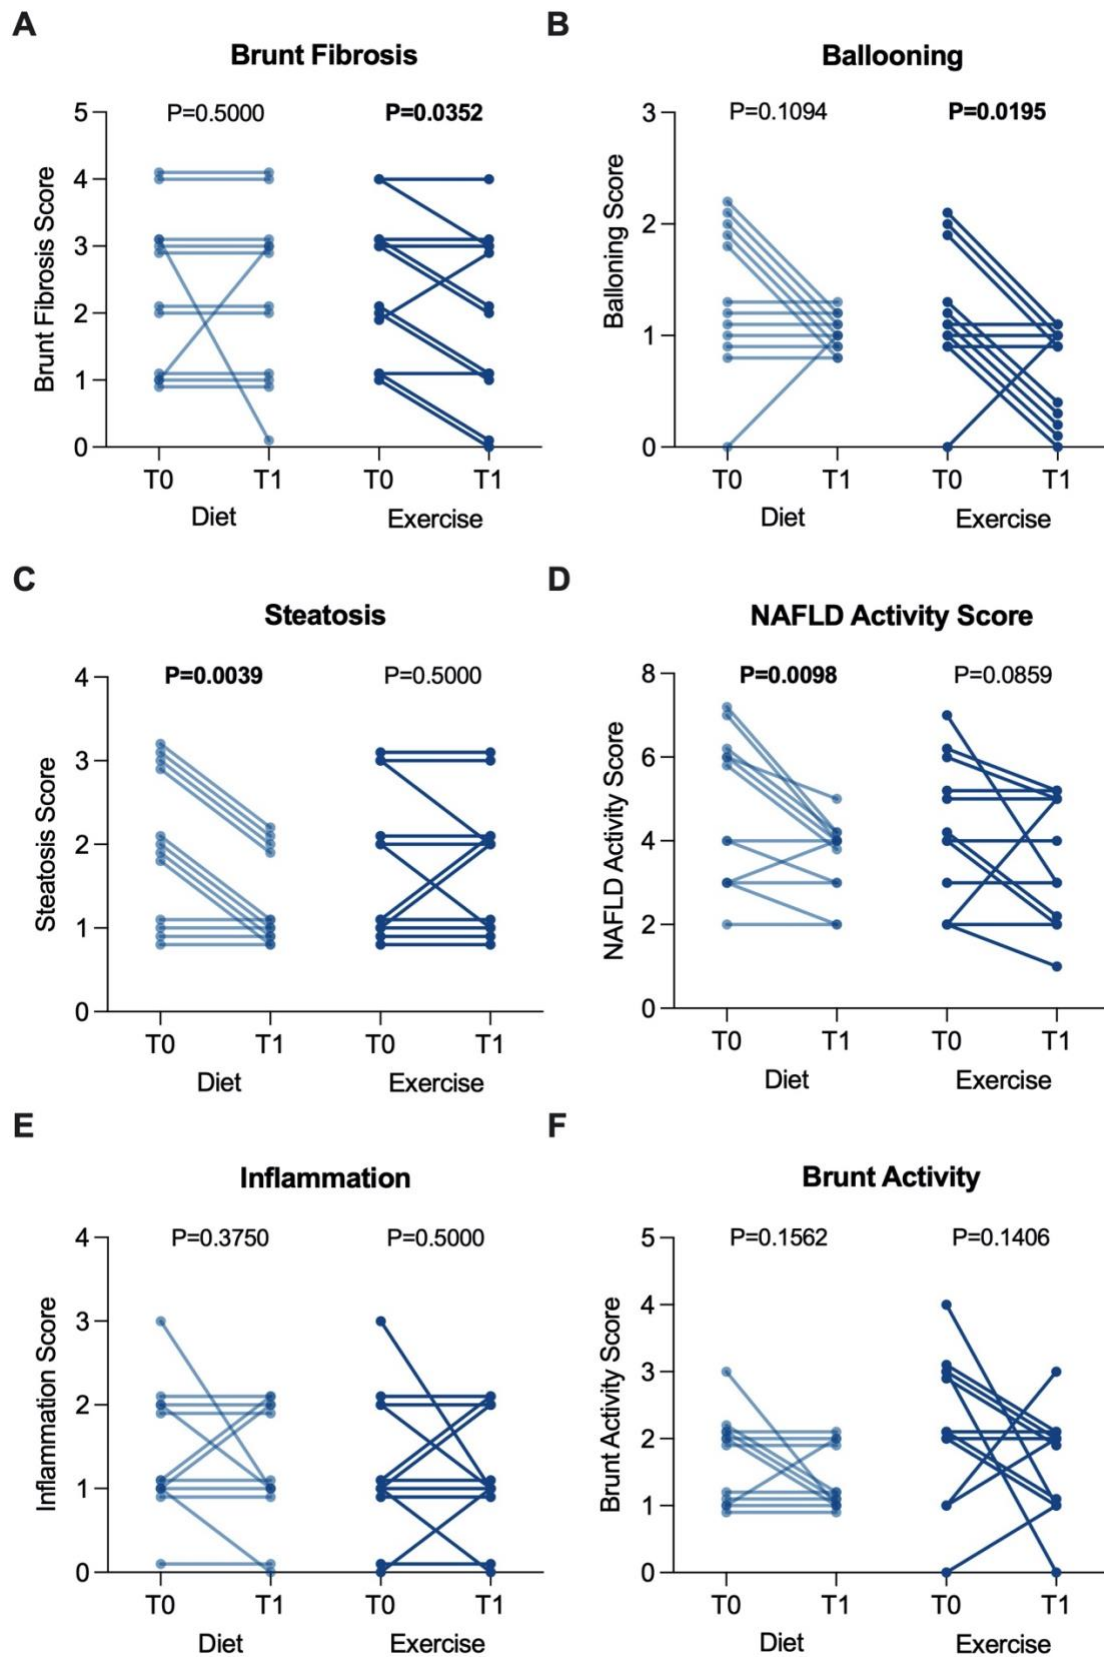 A
Brunt Fibrosis
P=0.5000
P=0.0352
Brunt Fibrosis Score
5
4
3
2
1
0
T0 T1 T0 T1
Diet Exercise
B
Ballooning
P=0.1094
P=0.0195
Balloning Score
3
2
1
0
T0 T1 T0 T1
Diet Exercise
C
Steatosis
P=0.0039
P=0.5000
Steatosis Score
4
3
2
1
0
T0 T1 T0 T1
Diet Exercise
D
NAFLD Activity Score
P=0.0098
P=0.0859
NAFLD Activity Score
8
6
4
2
0
T0 T1 T0 T1
Diet Exercise
E
Inflammation
P=0.3750
P=0.5000
Inflammation Score
4
3
2
1
0
T0 T1 T0 T1
Diet Exercise
F
Brunt Activity
P=0.1562
P=0.1406
Brunt Activity Score
5
4
3
2
1
0
T0 T1 T0 T1
Diet Exercise